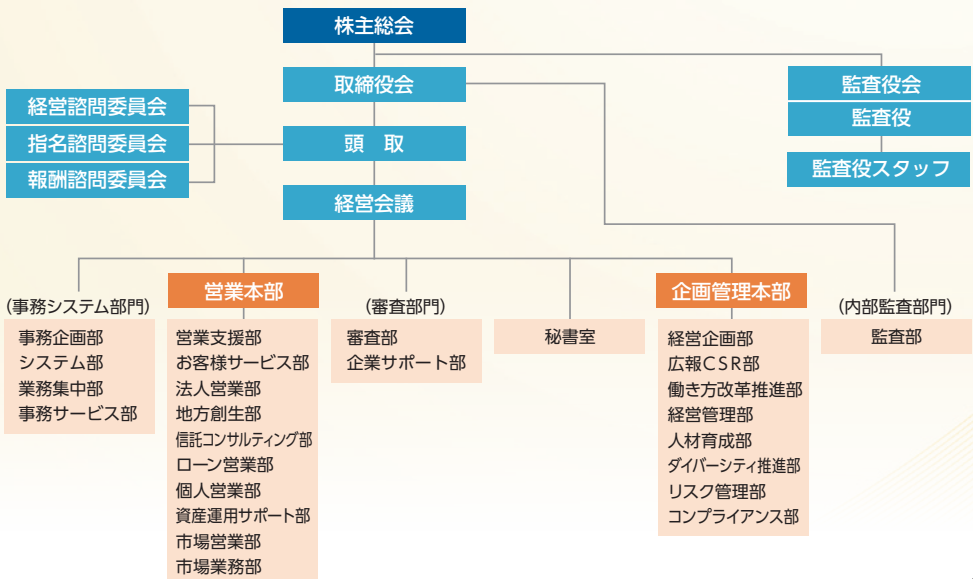 株主総会
取締役会
監査役会
監査役
監査役スタッフ
経営諮問委員会
指名諮問委員会
報酬諮問委員会
頭　取
経営会議
(事務システム部門)
事務企画部
システム部
業務集中部
事務サービス部
営業本部
営業支援部
お客様サービス部
法人営業部
地方創生部
信託コンサルティング部
ローン営業部
個人営業部
資産運用サポート部
市場営業部
市場業務部
(審査部門)
審査部
企業サポート部
秘書室
企画管理本部
経営企画部
広報CSR部
働き方改革推進部
経営管理部
人材育成部
ダイバーシティ推進部
リスク管理部
コンプライアンス部
(内部監査部門)
監査部